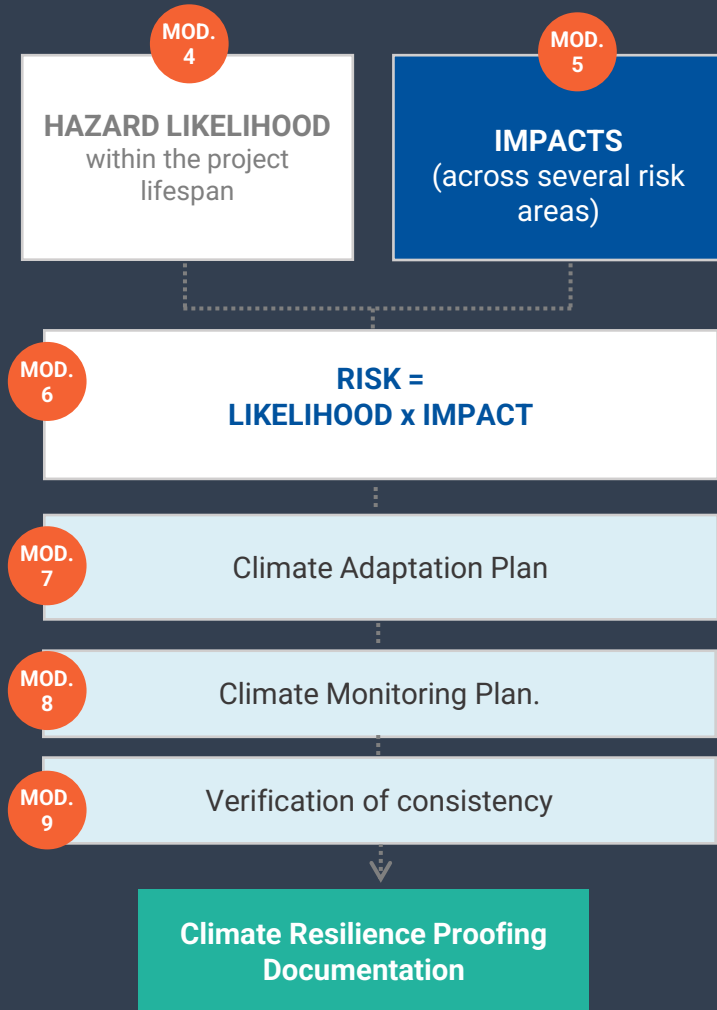 MOD.
4
HAZARD LIKELIHOOD
within the project
lifespan
MOD.
5
IMPACTS
(across several risk
areas)
MOD.
6
RISK =
LIKELIHOOD x IMPACT
MOD.
7
Climate Adaptation Plan
MOD.
8
Climate Monitoring Plan.
MOD.
9
Verification of consistency
Climate Resilience Proofing
Documentation